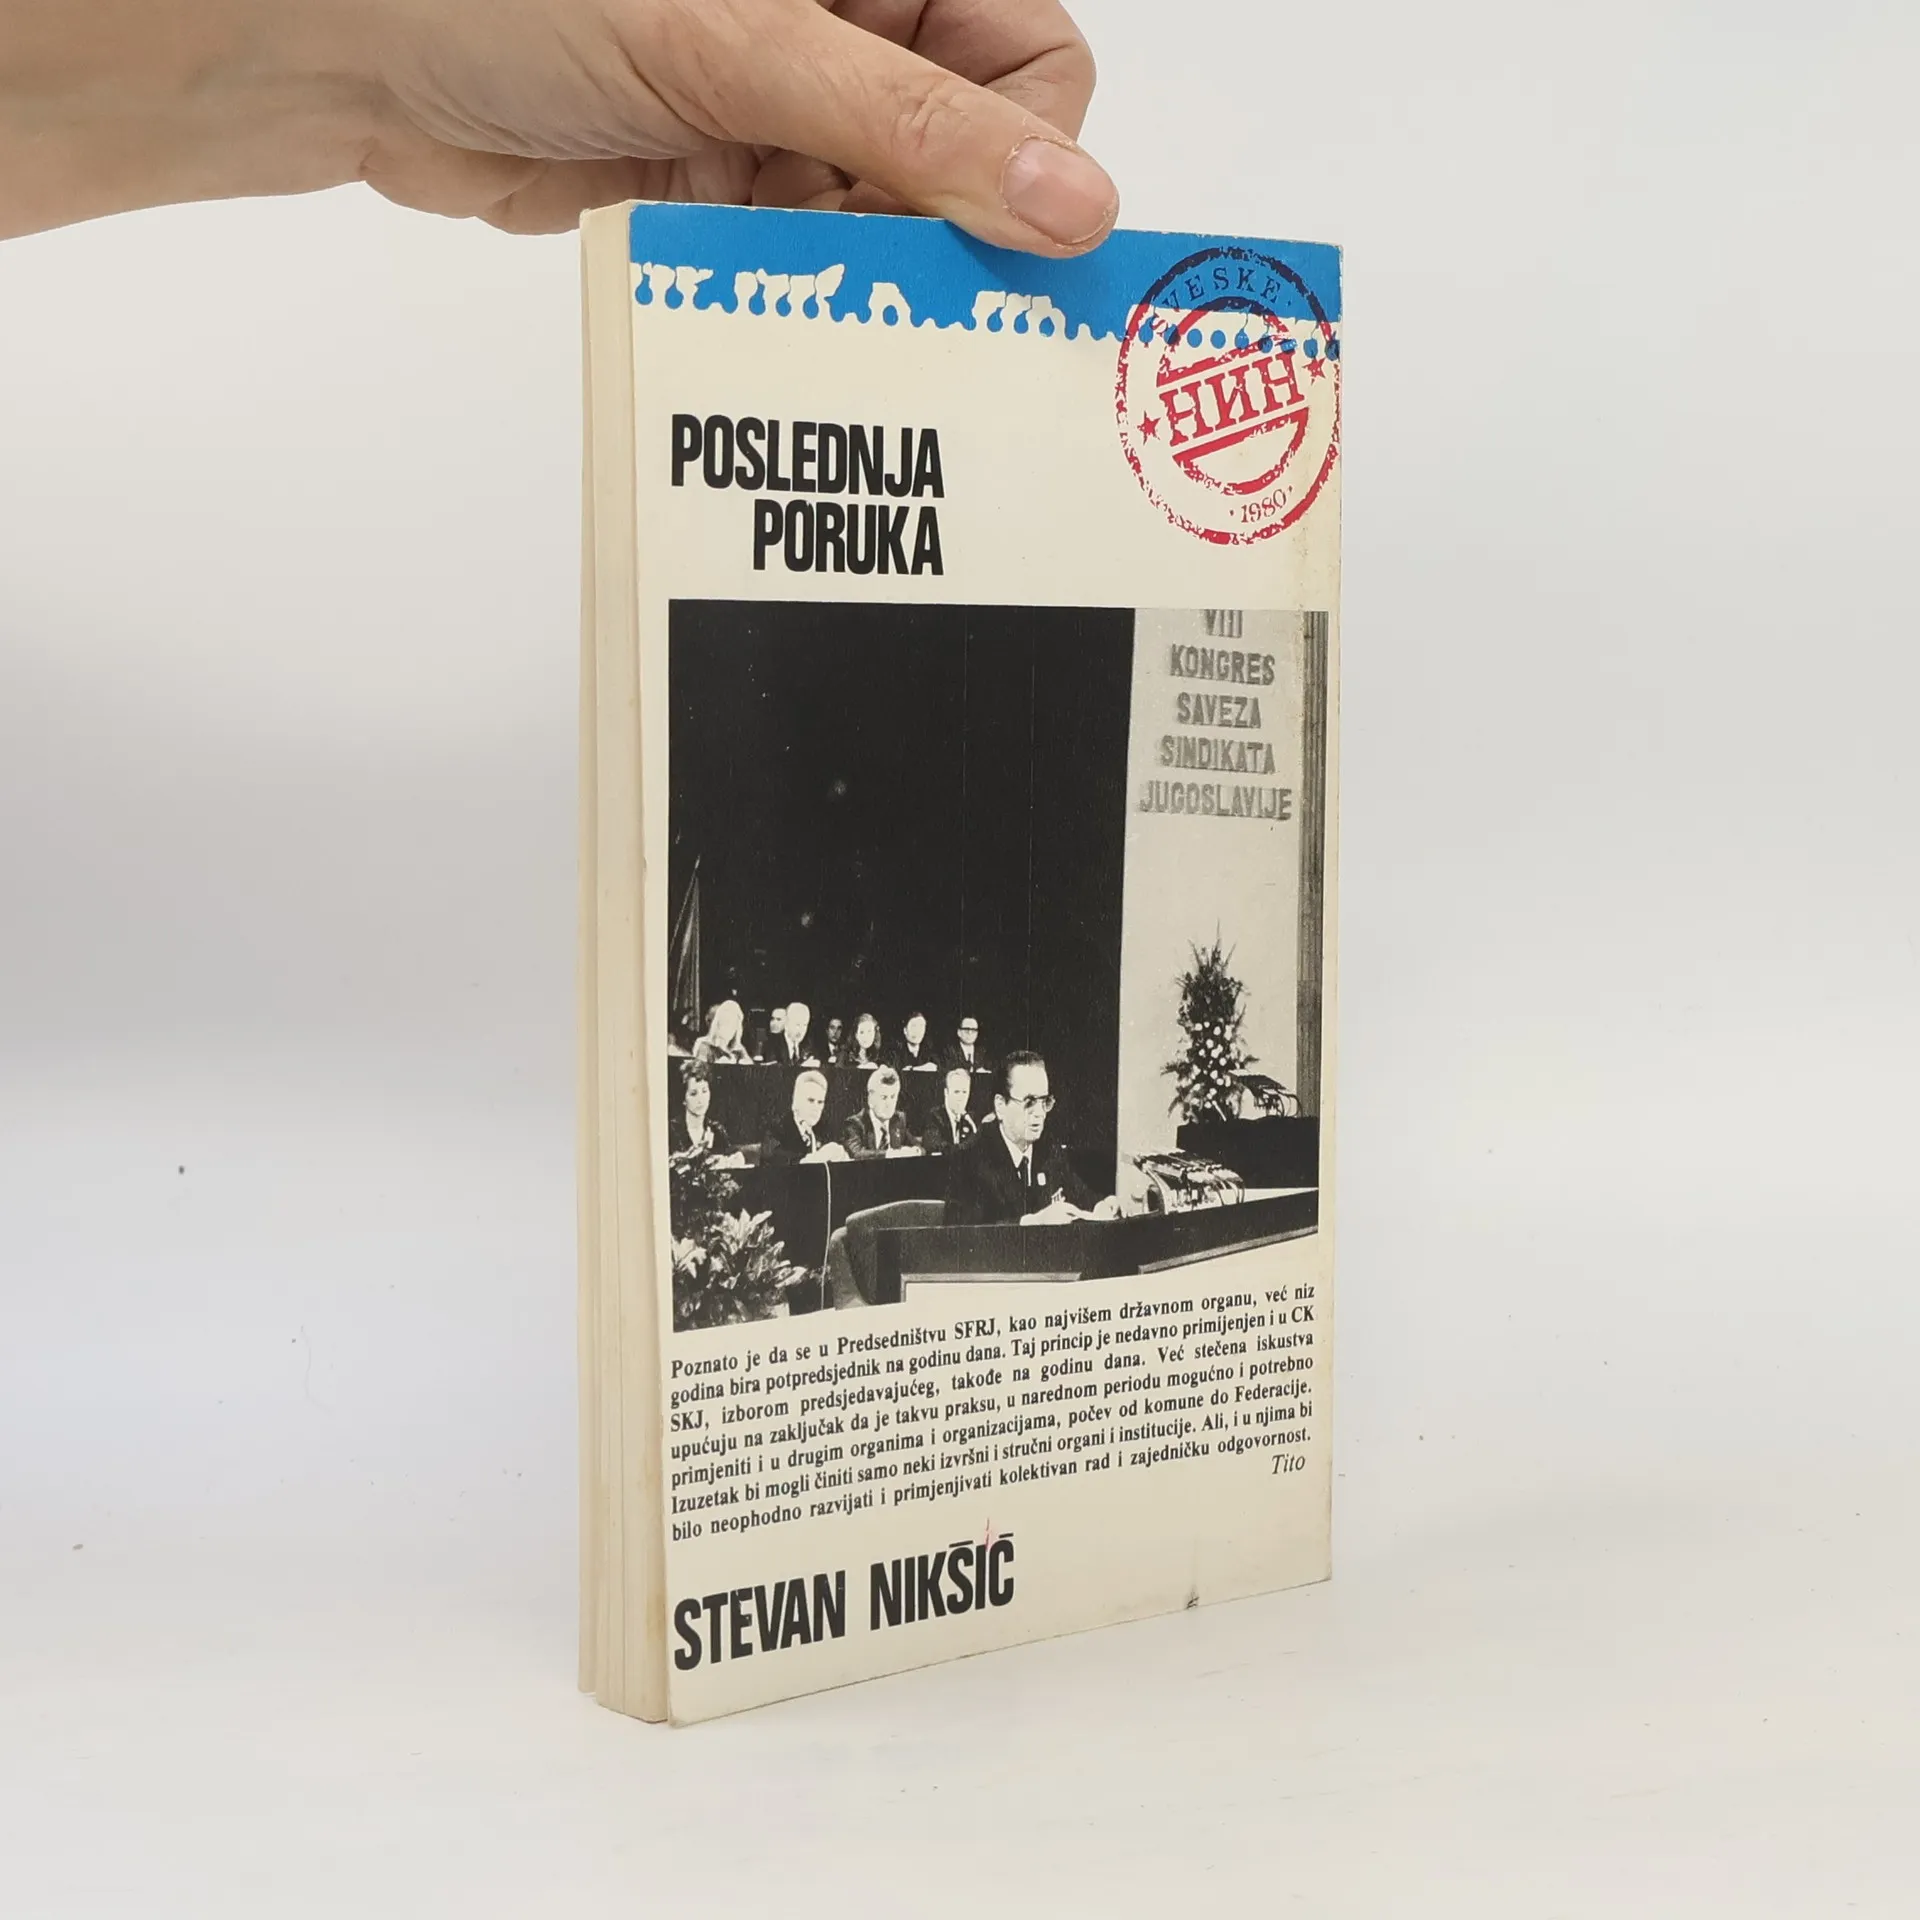 SVESKE
НИН
1980
POSLEDNJA
PORUKA
VIII
KONGRES
SAVEZA
SINDIKATA
JUGOSLAVIJE
Poznato je da se u Predsedništvu SFRJ, kao najvišem državnom organu, već niz
godina bira potpredsjednik na godinu dana. Taj princip je nedavno primijenjen i u CK
SKJ, izborom predsjedavajućeg, takođe na godinu dana. Već stečena iskustva
upućuju na zaključak da je takvu praksu, u narednom periodu mogućno i potrebno
primjeniti i u drugim organima i organizacijama, počev od komune do Federacije.
Izuzetak bi mogli činiti samo neki izvršni i stručni organi i institucije. Ali, i u njima bi
bilo neophodno razvijati i primjenjivati kolektivan rad i zajedničku odgovornost.
Tito
STEVAN NIKŠIĆ